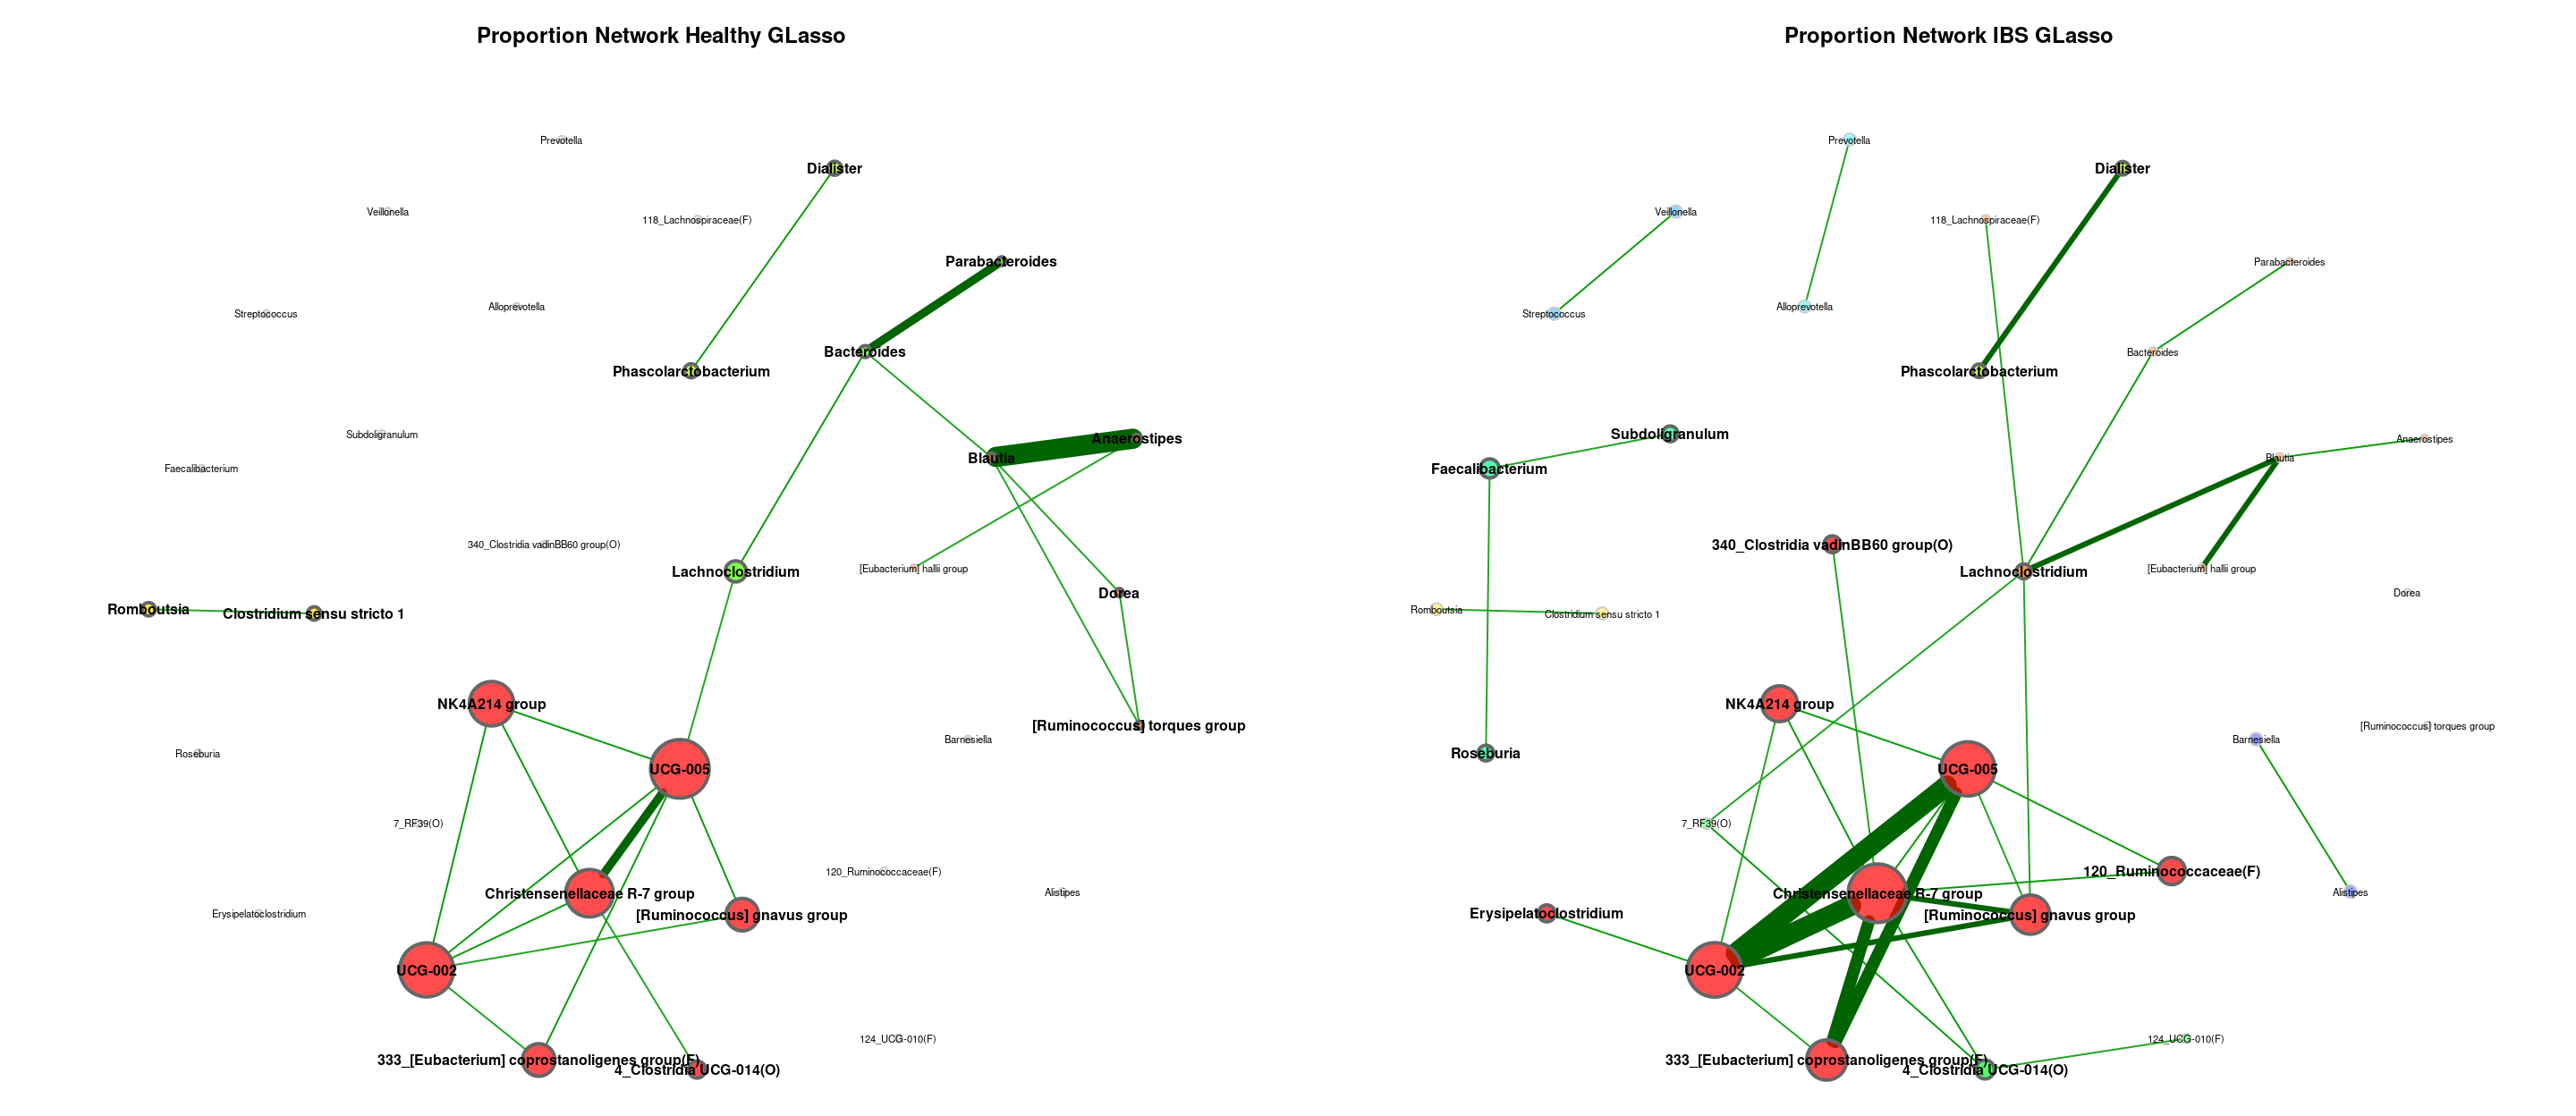 Proportion Network Healthy GLasso
Prevotella
Dialister
Veillonella
118_Lachnospiraceae(F)
Parabacteroides
Alloprevotella
Streptococcus
Bacteroides
Phascolarctobacterium
Subdoligranulum
Anaerostipes
Blautia
Faecalibacterium
340_Clostridia vadinBB60 group(O)
[Eubacterium] hallii group
Lachnoclostridium
Dorea
Romboutsia
Clostridium sensu stricto 1
NK4A214 group
[Ruminococcus] torques group
Barnesiella
Roseburia
UCG-005
7_RF39(O)
120_Ruminococcaceae(F)
Alistipes
Christensenellaceae R-7 group
Erysipelatoclostridium
[Ruminococcus] gnavus group
UCG-002
124_UCG-010(F)
333_[Eubacterium] coprostanoligenes group(F)
4_Clostridia UCG-014(O)
Proportion Network IBS GLasso
Prevotella
Dialister
Veillonella
118_Lachnospiraceae(F)
Parabacteroides
Alloprevotella
Streptococcus
Bacteroides
Phascolarctobacterium
Subdoligranulum
Anaerostipes
Blautia
Faecalibacterium
340_Clostridia vadinBB60 group(O)
[Eubacterium] hallii group
Lachnoclostridium
Dorea
Romboutsia
Clostridium sensu stricto 1
NK4A214 group
[Ruminococcus] torques group
Barnesiella
Roseburia
UCG-005
7_RF39(O)
120_Ruminococcaceae(F)
Alistipes
Christensenellaceae R-7 group
Erysipelatoclostridium
[Ruminococcus] gnavus group
UCG-002
124_UCG-010(F)
333_[Eubacterium] coprostanoligenes group(F)
4_Clostridia UCG-014(O)